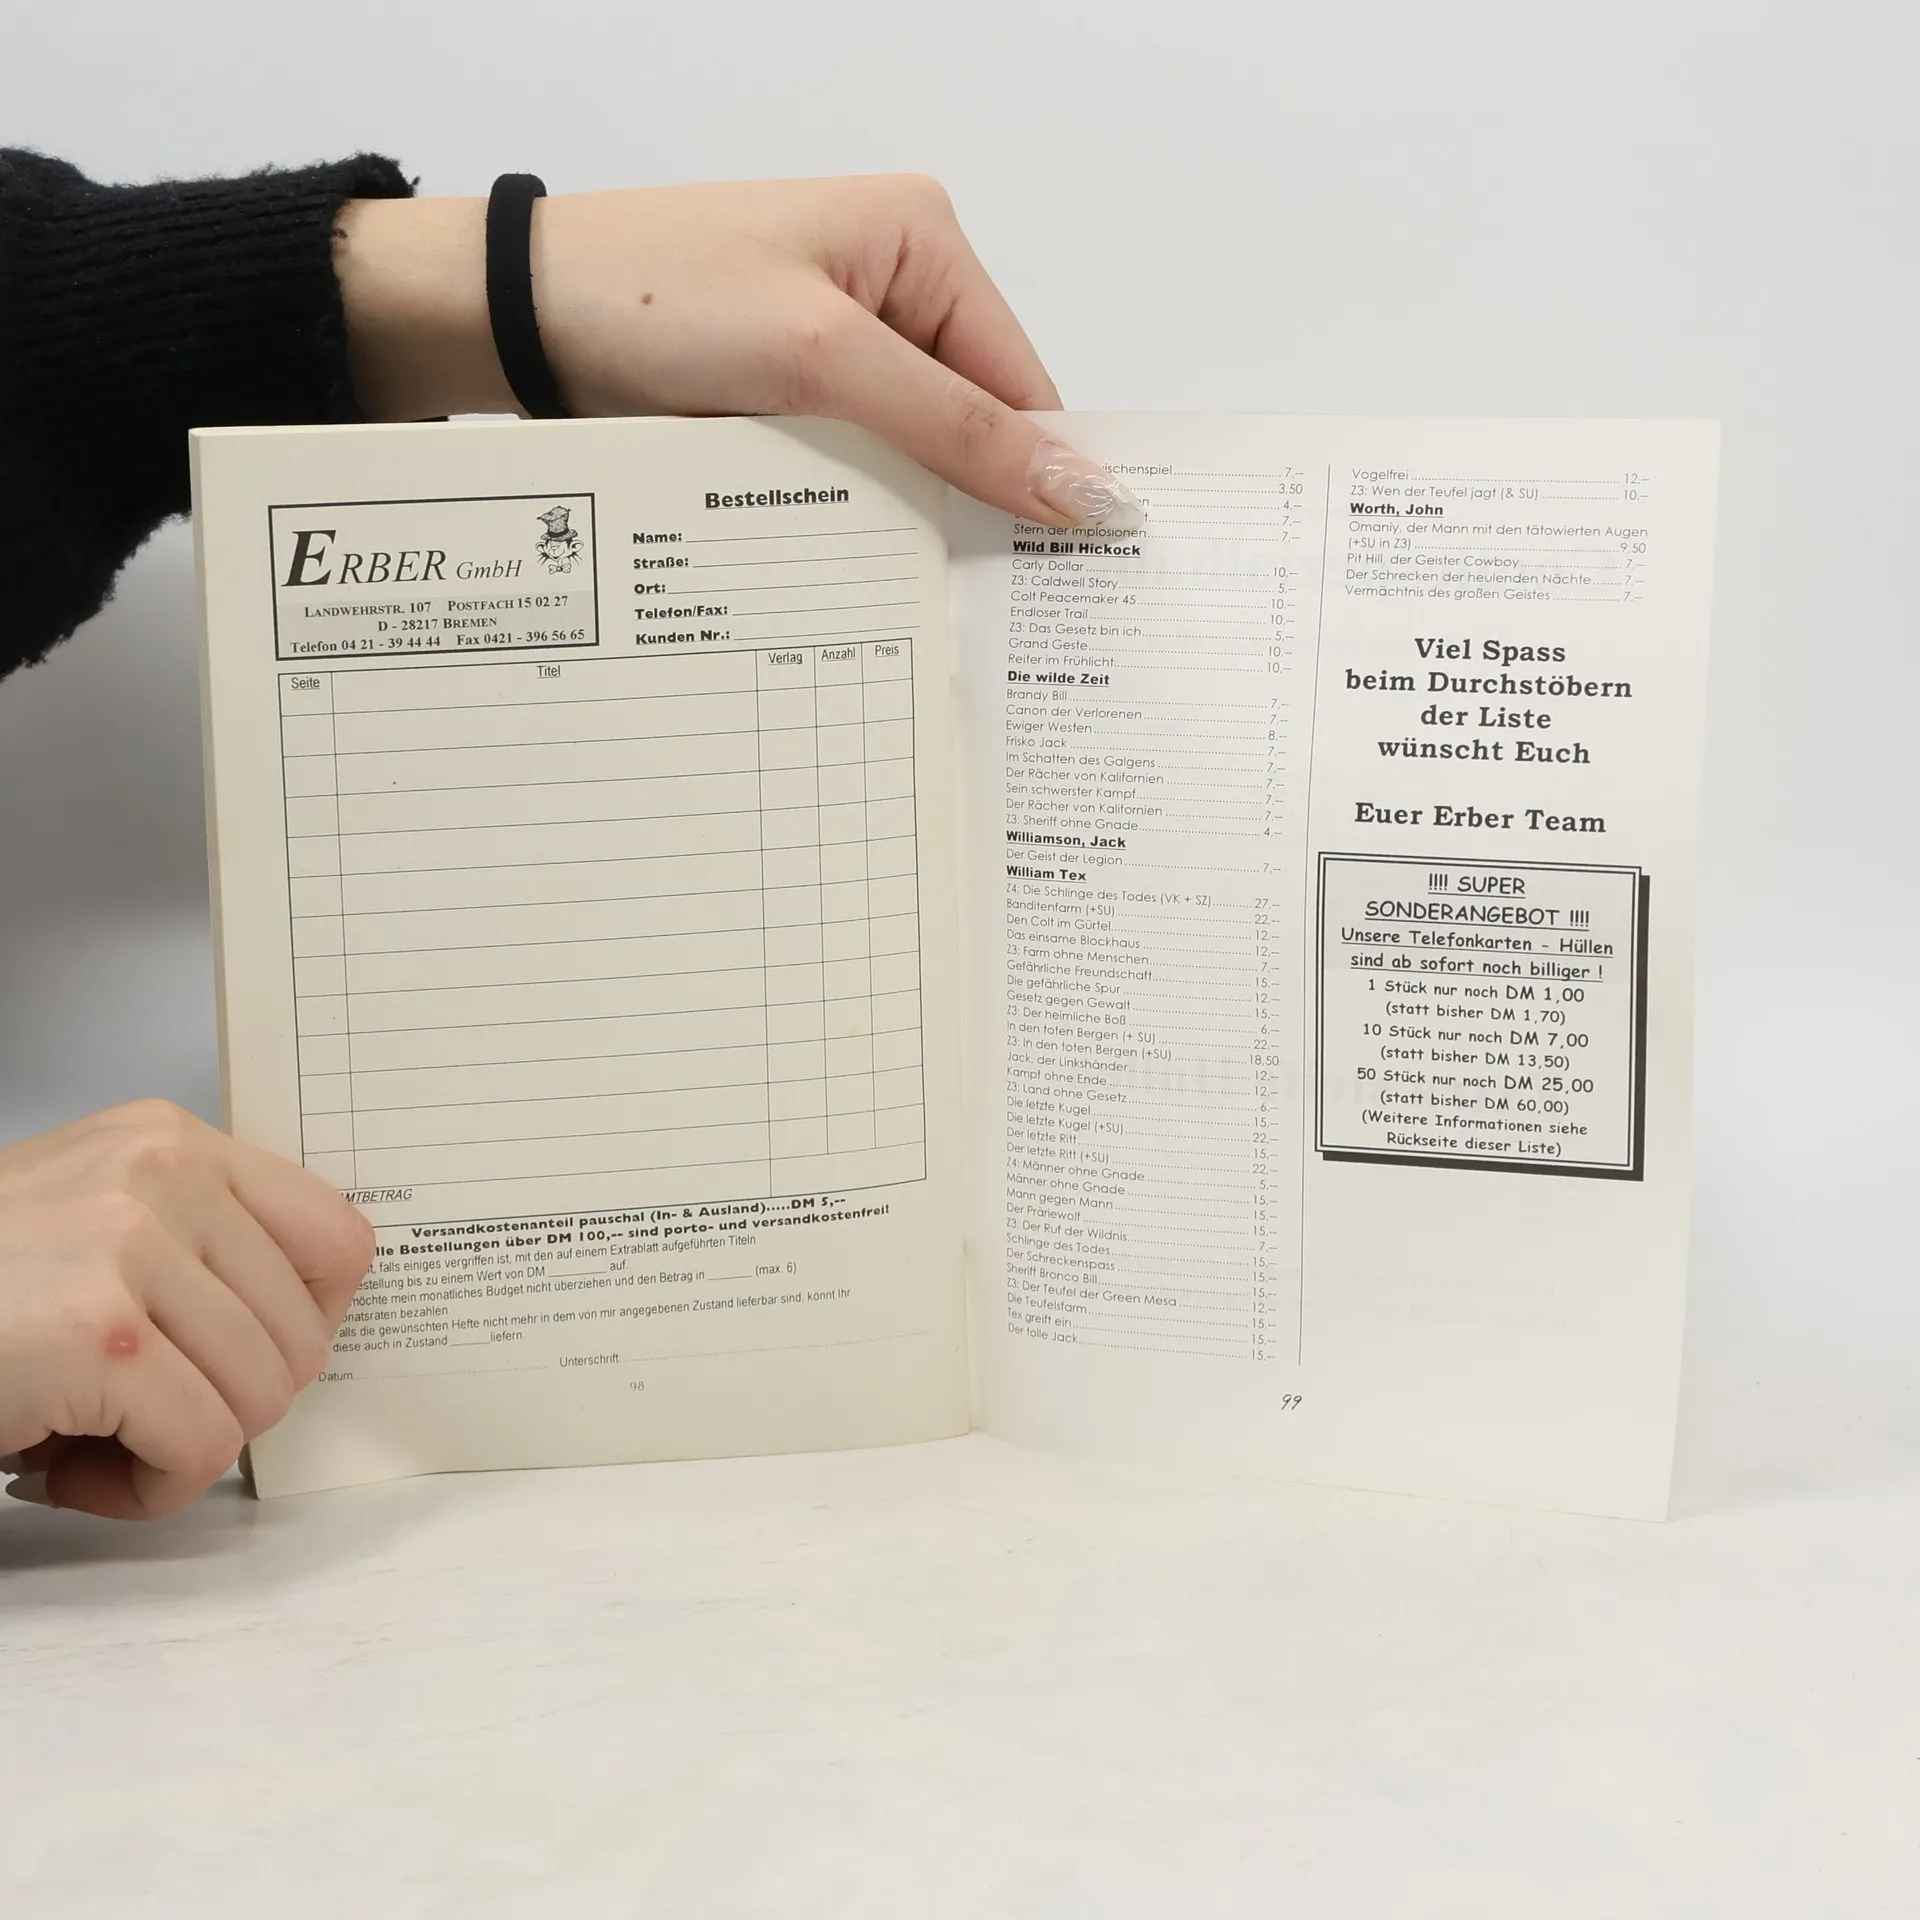 ERBER GmbH
LANDWEHRSTR. 107 POSTFACH 15 02 27
D - 28217 BREMEN
Telefon 04 21 - 39 44 44 Fax 0421 - 396 56 65
Bestellschein
Name:
Straße:
Ort:
Telefon/Fax:
Kunden Nr.:
Seite Titel Verlag Anzahl Preis
MTBETRAG
Versandkostenanteil pauschal (In- & Ausland).....DM 5,--
lle Bestellungen über DM 100,-- sind porto- und versandkostenfrei!
t, falls einiges vergriffen ist, mit den auf einem Extrablatt aufgeführten Titeln
estellung bis zu einem Wert von DM ______ auf.
möchte mein monatliches Budget nicht überziehen und den Betrag in ______ (max. 6)
onatsraten bezahlen.
alls die gewünschten Hefte nicht mehr in dem von mir angegebenen Zustand lieferbar sind, könnt Ihr
diese auch in Zustand ______ liefern.
Datum Unterschrift:
98
ischenspiel 7,--
3,50
en 4,--
t 7,--
Stern der Implosionen 7,--
Wild Bill Hickock
Carly Dollar 10,--
Z3: Caldwell Story 5,--
Colt Peacemaker 45 10,--
Endloser Trail 10,--
Z3: Das Gesetz bin ich 5,--
Grand Geste 10,--
Reiter im Frühlicht 10,--
Die wilde Zeit
Brandy Bill 7,--
Canon der Verlorenen 7,--
Ewiger Westen 8,--
Frisko Jack 7,--
Im Schatten des Galgens 7,--
Der Rächer von Kalifornien 7,--
Sein schwerster Kampf 7,--
Der Rächer von Kalifornien 7,--
Z3: Sheriff ohne Gnade 4,--
Williamson, Jack
Der Geist der Legion 7,--
William Tex
Z4: Die Schlinge des Todes (VK + SZ) 27,--
Banditenfarm (+SU) 22,--
Den Colt im Gürtel 12,--
Das einsame Blockhaus 12,--
Z3: Farm ohne Menschen 7,--
Gefährliche Freundschaft 15,--
Die gefährliche Spur 12,--
Gesetz gegen Gewalt 15,--
Z3: Der heimliche Boß 6,--
In den toten Bergen (+ SU) 22,--
Z3: In den toten Bergen (+SU) 18,50
Jack, der Linkshänder 12,--
Kampf ohne Ende 12,--
Z3: Land ohne Gesetz 6,--
Die letzte Kugel 15,--
Die letzte Kugel (+SU) 22,--
Der letzte Ritt 15,--
Der letzte Ritt (+SU) 22,--
Z4: Männer ohne Gnade 5,--
Männer ohne Gnade 15,--
Mann gegen Mann 15,--
Der Präriewolf 15,--
Z3: Der Ruf der Wildnis 7,--
Schlinge des Todes 15,--
Der Schreckenspass 15,--
Sheriff Bronco Bill 15,--
Z3: Der Teufel der Green Mesa 12,--
Die Teufelsfarm 15,--
Tex greift ein 15,--
Der tolle Jack 15,--
Vogelfrei 12,--
Z3: Wen der Teufel jagt (& SU) 10,--
Worth, John
Omaniy, der Mann mit den tätowierten Augen
(+SU in Z3) 9,50
Pit Hill, der Geister Cowboy 7,--
Der Schrecken der heulenden Nächte 7,--
Vermächtnis des großen Geistes 7,--
Viel Spass
beim Durchstöbern
der Liste
wünscht Euch
Euer Erber Team
!!!! SUPER
SONDERANGEBOT !!!!
Unsere Telefonkarten - Hüllen
sind ab sofort noch billiger !
1 Stück nur noch DM 1,00
(statt bisher DM 1,70)
10 Stück nur noch DM 7,00
(statt bisher DM 13,50)
50 Stück nur noch DM 25,00
(statt bisher DM 60,00)
(Weitere Informationen siehe
Rückseite dieser Liste)
99